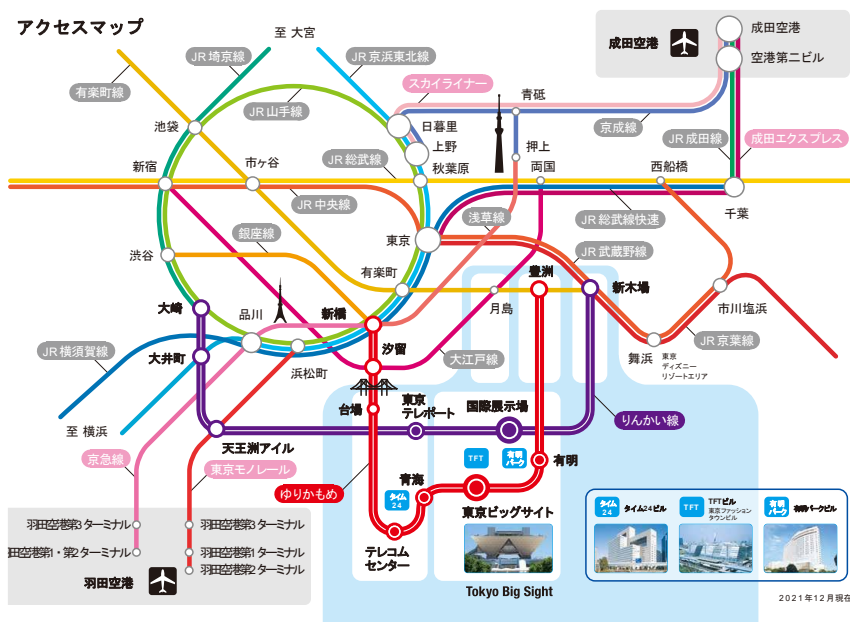 アクセスマップ
至 大宮
JR埼京線
JR京浜東北線
成田空港
成田空港
空港第二ビル
有楽町線
スカイライナー
青砥
JR山手線
池袋
日暮里
京成線
JR成田線
成田エクスプレス
上野
押上
新宿
市ヶ谷
JR総武線
秋葉原
両国
西船橋
JR中央線
千葉
浅草線
JR総武線快速
銀座線
東京
渋谷
JR武蔵野線
有楽町
豊洲
新木場
大崎
品川
新橋
月島
市川塩浜
JR横須賀線
大井町
汐留
大江戸線
JR京葉線
浜松町
舞浜
東京
ディズニー
リゾートエリア
台場
東京
テレポート
国際展示場
りんかい線
至 横浜
天王洲アイル
京急線
東京モノレール
TFT
有明
パーク
有明
青海
ゆりかもめ
タイム
24
東京ビッグサイト
テレコム
センター
Tokyo Big Sight
タイム
24
タイム24ビル
TFT
TFTビル
東京ファッション
タウンビル
有明
パーク
有明パークビル
羽田空港第3ターミナル
羽田空港第3ターミナル
羽田空港第1・第2ターミナル
羽田空港第1ターミナル
羽田空港第2ターミナル
羽田空港
2021年12月現在